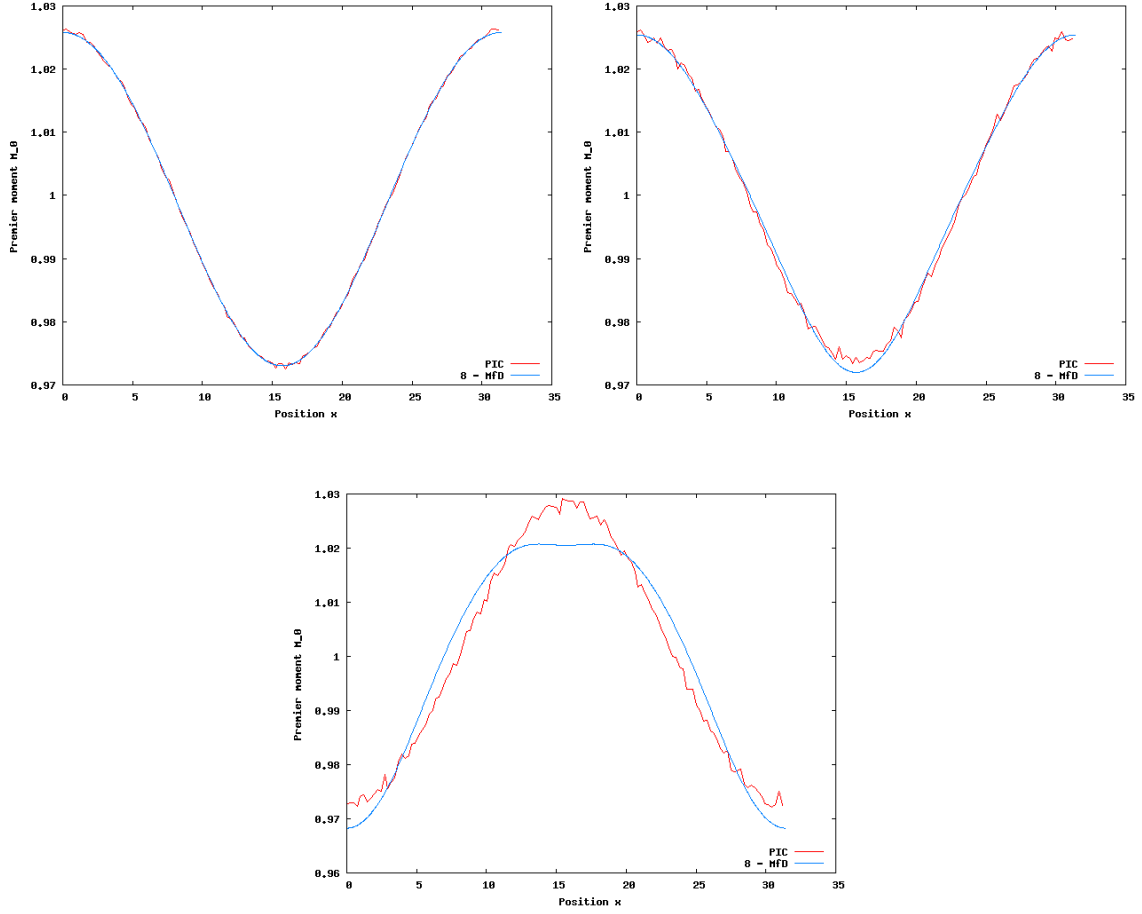 1.03
1.02
1.01
1
0.99
0.98
0.97
Premier moment M_0
0 5 10 15 20 25 30 35
Position x
PIC
8 - MfD
1.03
1.02
1.01
1
0.99
0.98
0.97
Premier moment M_0
0 5 10 15 20 25 30 35
Position x
PIC
8 - MfD
1.03
1.02
1.01
1
0.99
0.98
0.97
0.96
Premier moment M_0
0 5 10 15 20 25 30 35
Position x
PIC
8 - MfD